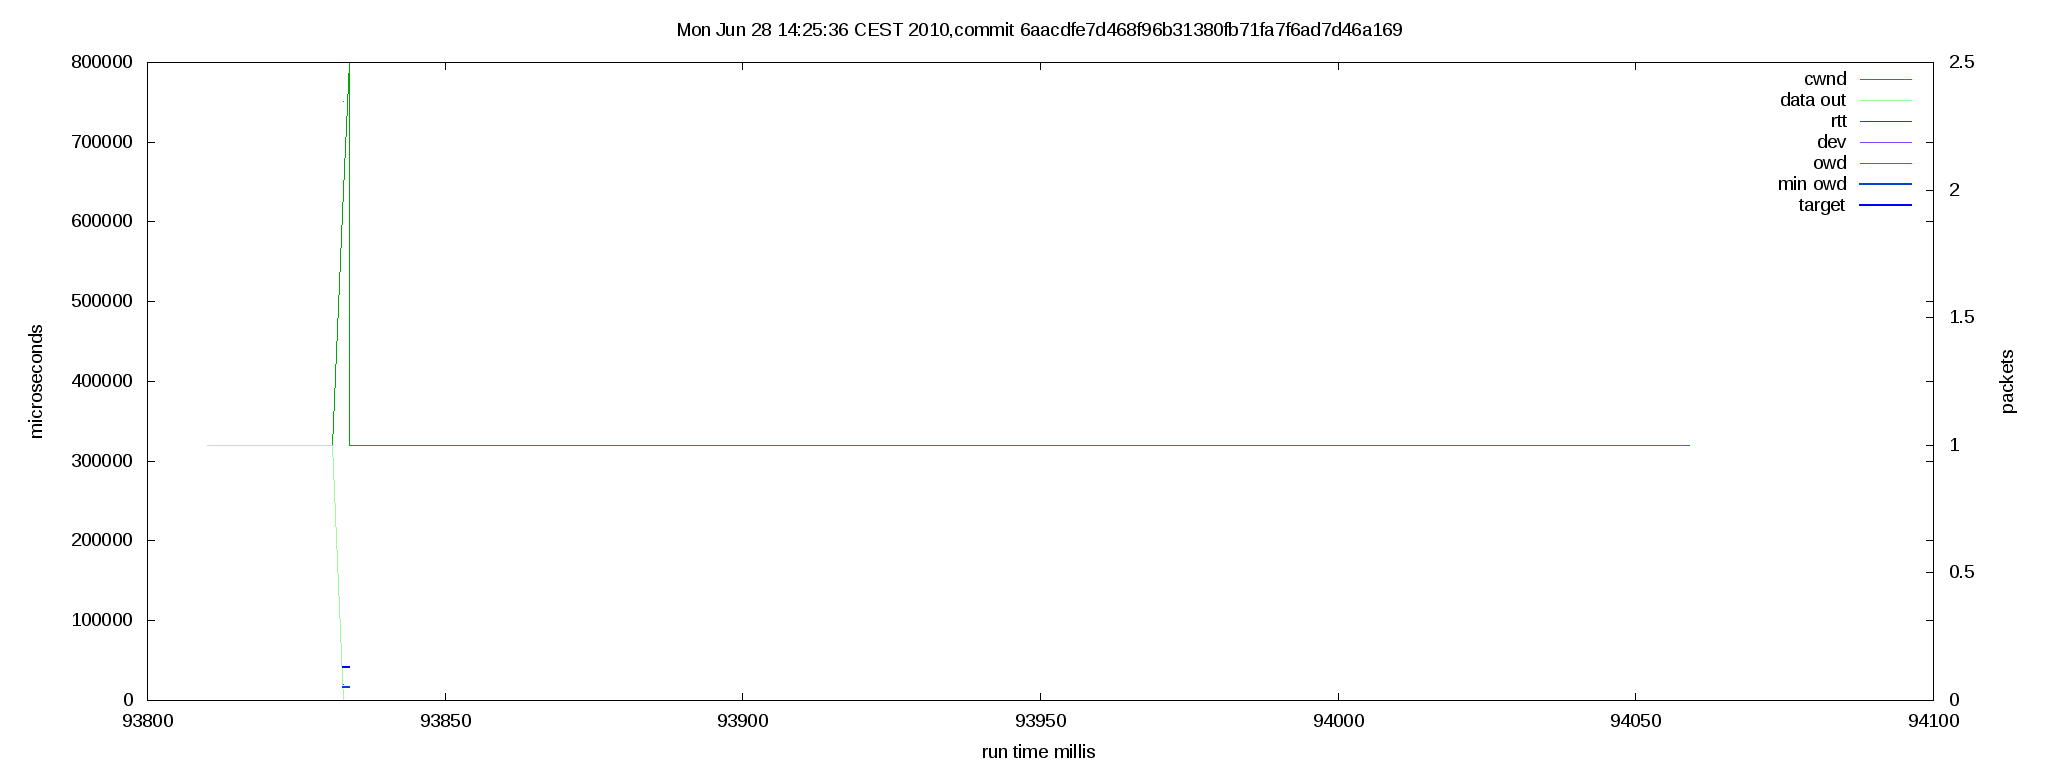 Mon Jun 28 14:25:36 CEST 2010,commit 6aacdfe7d468f96b31380fb71fa7f6ad7d46a169
800000
700000
600000
500000
400000
300000
200000
100000
0
microseconds
cwnd
data out
rtt
dev
owd
min owd
target
2.5
2
1.5
1
0.5
0
packets
93800 93850 93900 93950 94000 94050 94100
run time millis